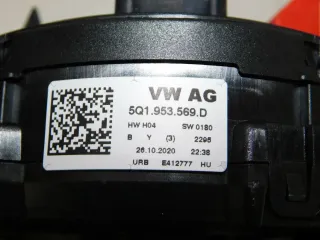 VW AG
5Q1.953.569.D
HW H04 SW 0180
B Y (3) 2295
26.10.2020 22:38
URB E412777 HU